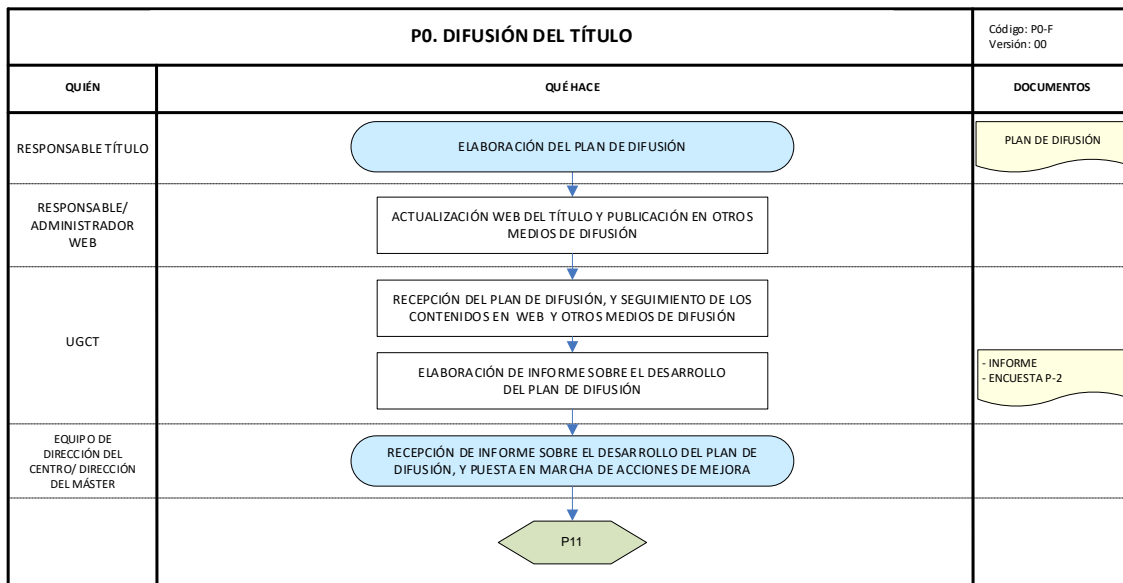 P0. DIFUSIÓN DEL TÍTULO
Código: P0-F
Versión: 00
QUIÉN
QUÉ HACE
DOCUMENTOS
RESPONSABLE TÍTULO
ELABORACIÓN DEL PLAN DE DIFUSIÓN
PLAN DE DIFUSIÓN
RESPONSABLE/
ADMINISTRADOR
WEB
ACTUALIZACIÓN WEB DEL TÍTULO Y PUBLICACIÓN EN OTROS
MEDIOS DE DIFUSIÓN
UGCT
RECEPCIÓN DEL PLAN DE DIFUSIÓN, Y SEGUIMIENTO DE LOS
CONTENIDOS EN WEB Y OTROS MEDIOS DE DIFUSIÓN
ELABORACIÓN DE INFORME SOBRE EL DESARROLLO
DEL PLAN DE DIFUSIÓN
- INFORME
- ENCUESTA P-2
EQUIPO DE
DIRECCIÓN DEL
CENTRO/ DIRECCIÓN
DEL MÁSTER
RECEPCIÓN DE INFORME SOBRE EL DESARROLLO DEL PLAN DE
DIFUSIÓN, Y PUESTA EN MARCHA DE ACCIONES DE MEJORA
P11